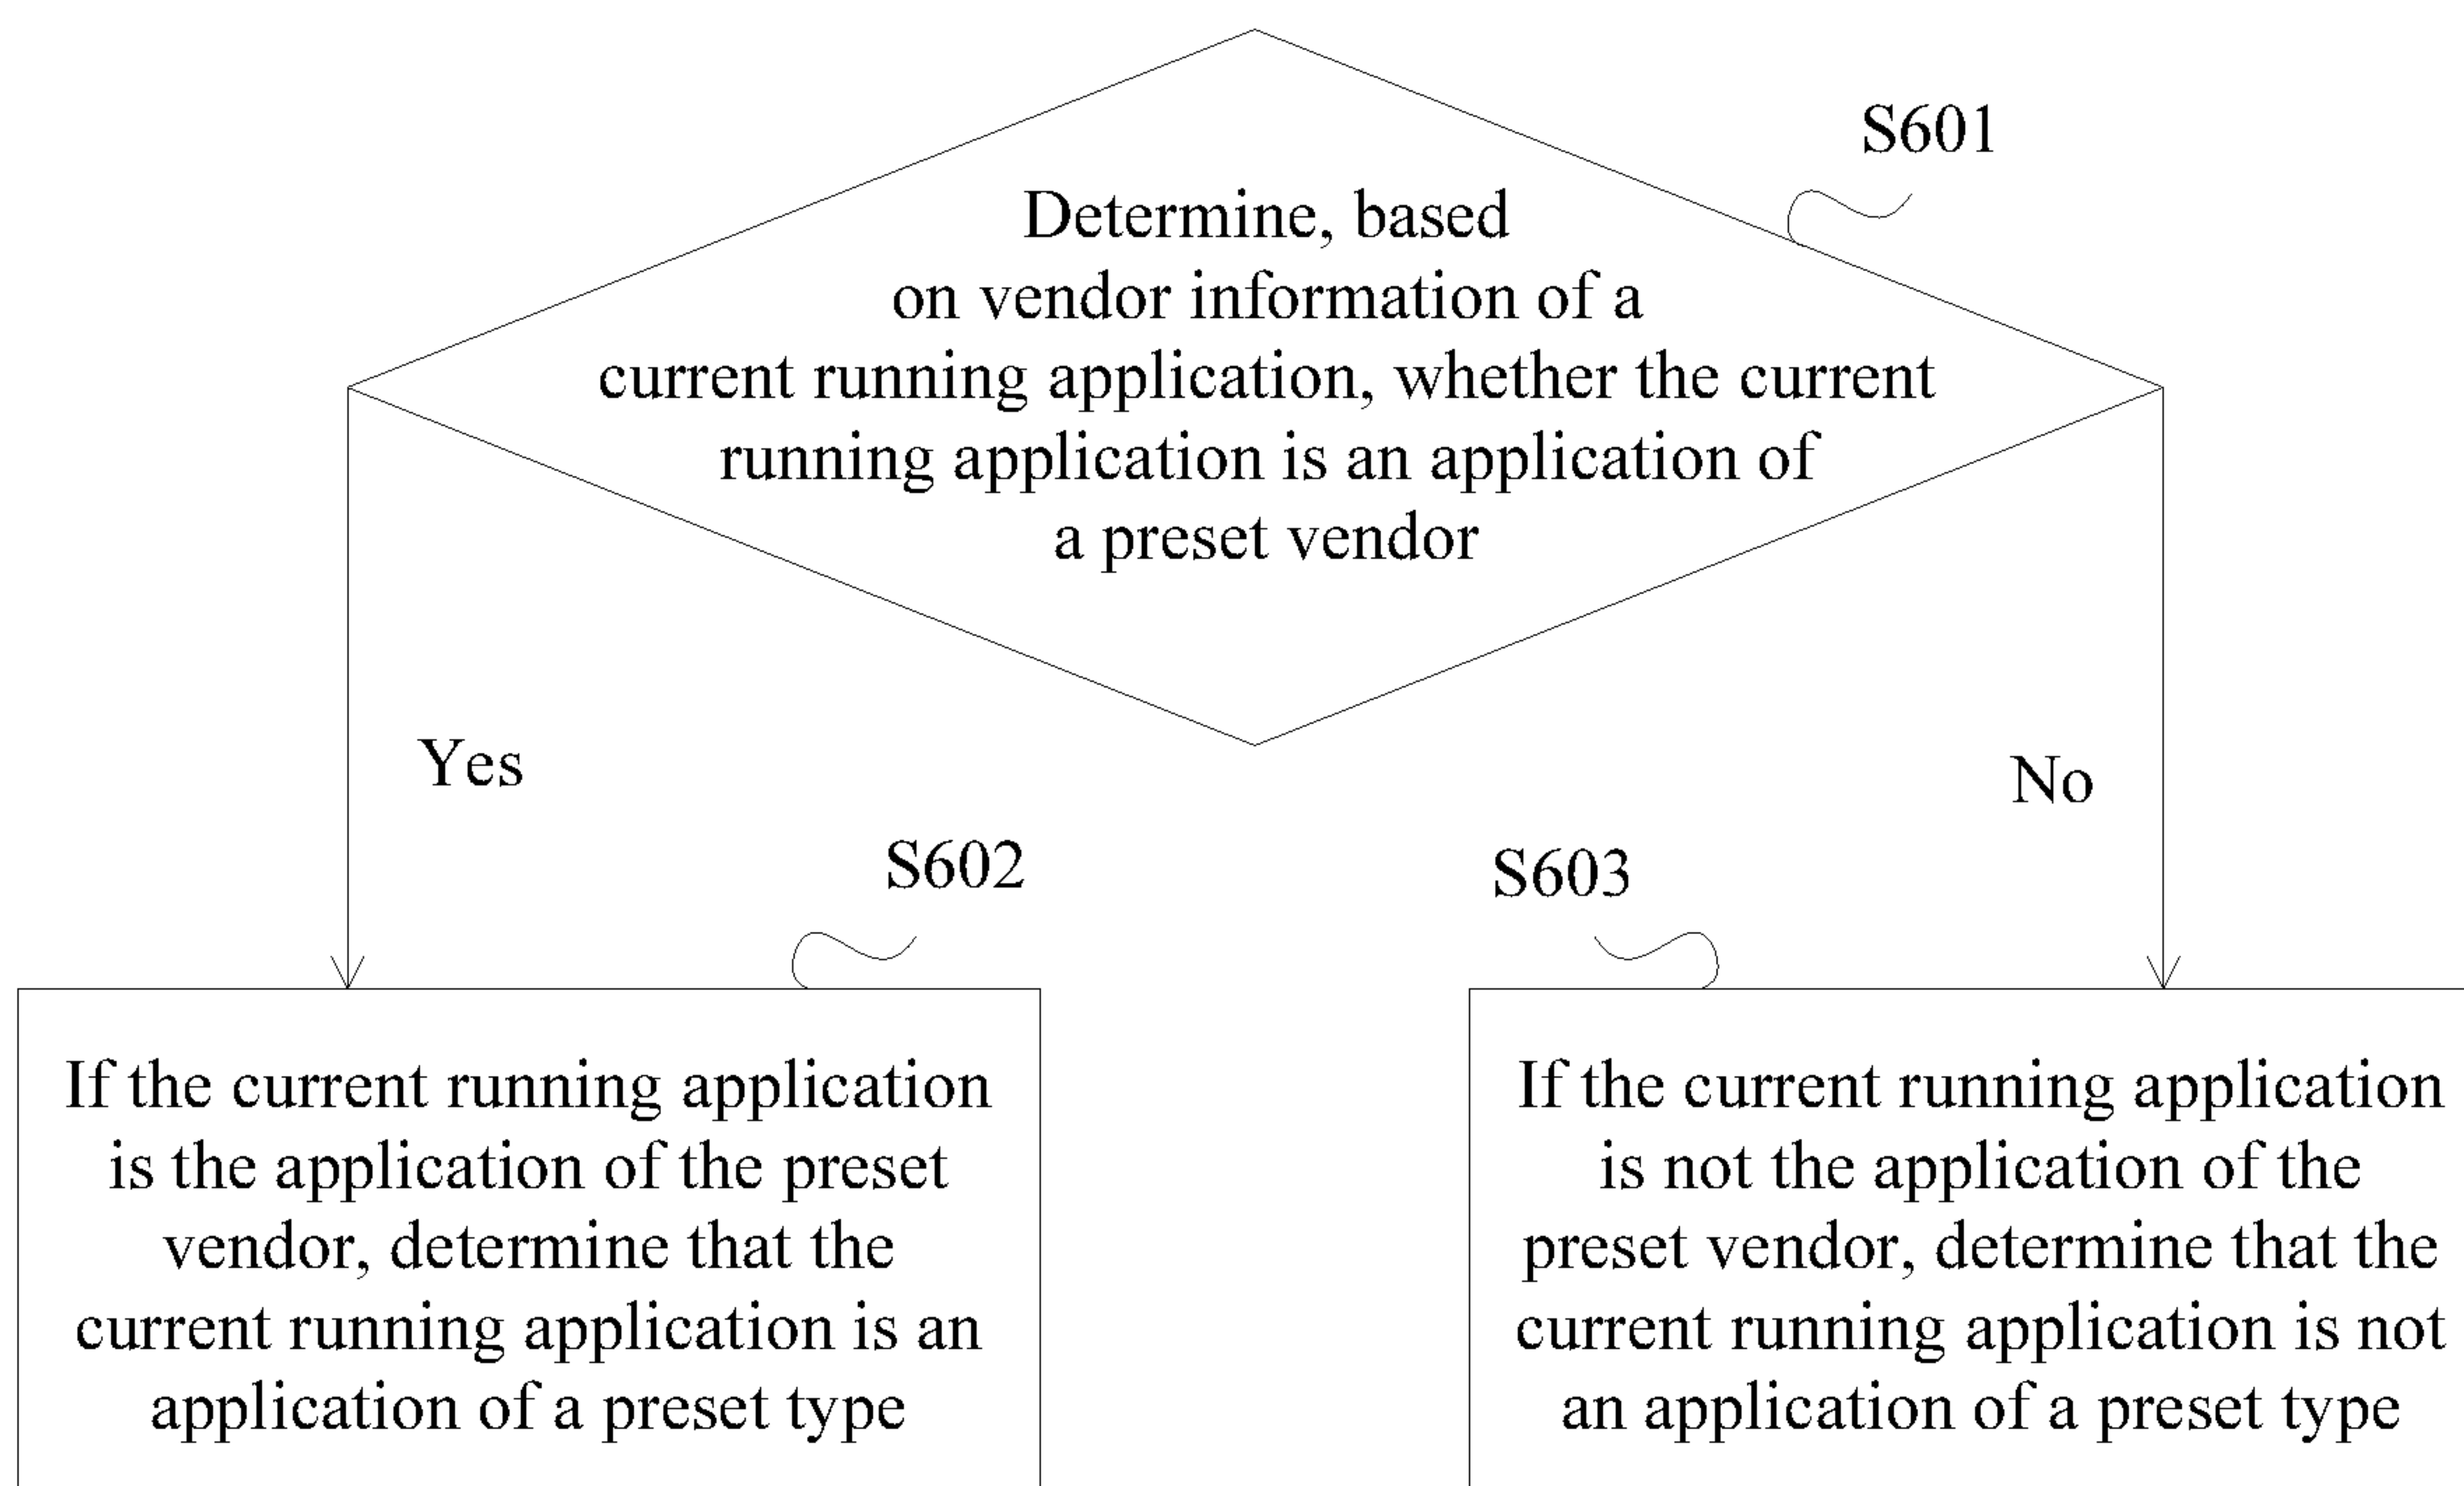 S601
Determine, based
on vendor information of a
current running application, whether the current
running application is an application of
a preset vendor
Yes
No
S602
S603
If the current running application
is the application of the preset
vendor, determine that the
current running application is an
application of a preset type
If the current running application
is not the application of the
preset vendor, determine that the
current running application is not
an application of a preset type